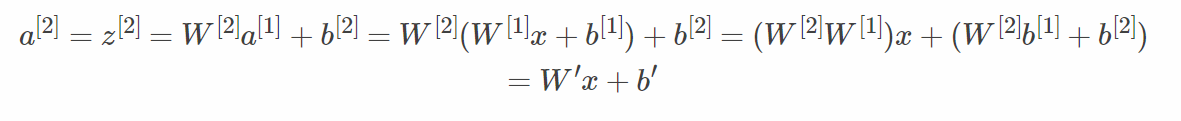 a^{[2]} = z^{[2]} = W^{[2]}a^{[1]} + b^{[2]} = W^{[2]}(W^{[1]}x + b^{[1]}) + b^{[2]} = (W^{[2]}W^{[1]})x + (W^{[2]}b^{[1]} + b^{[2]})
= W'x + b'